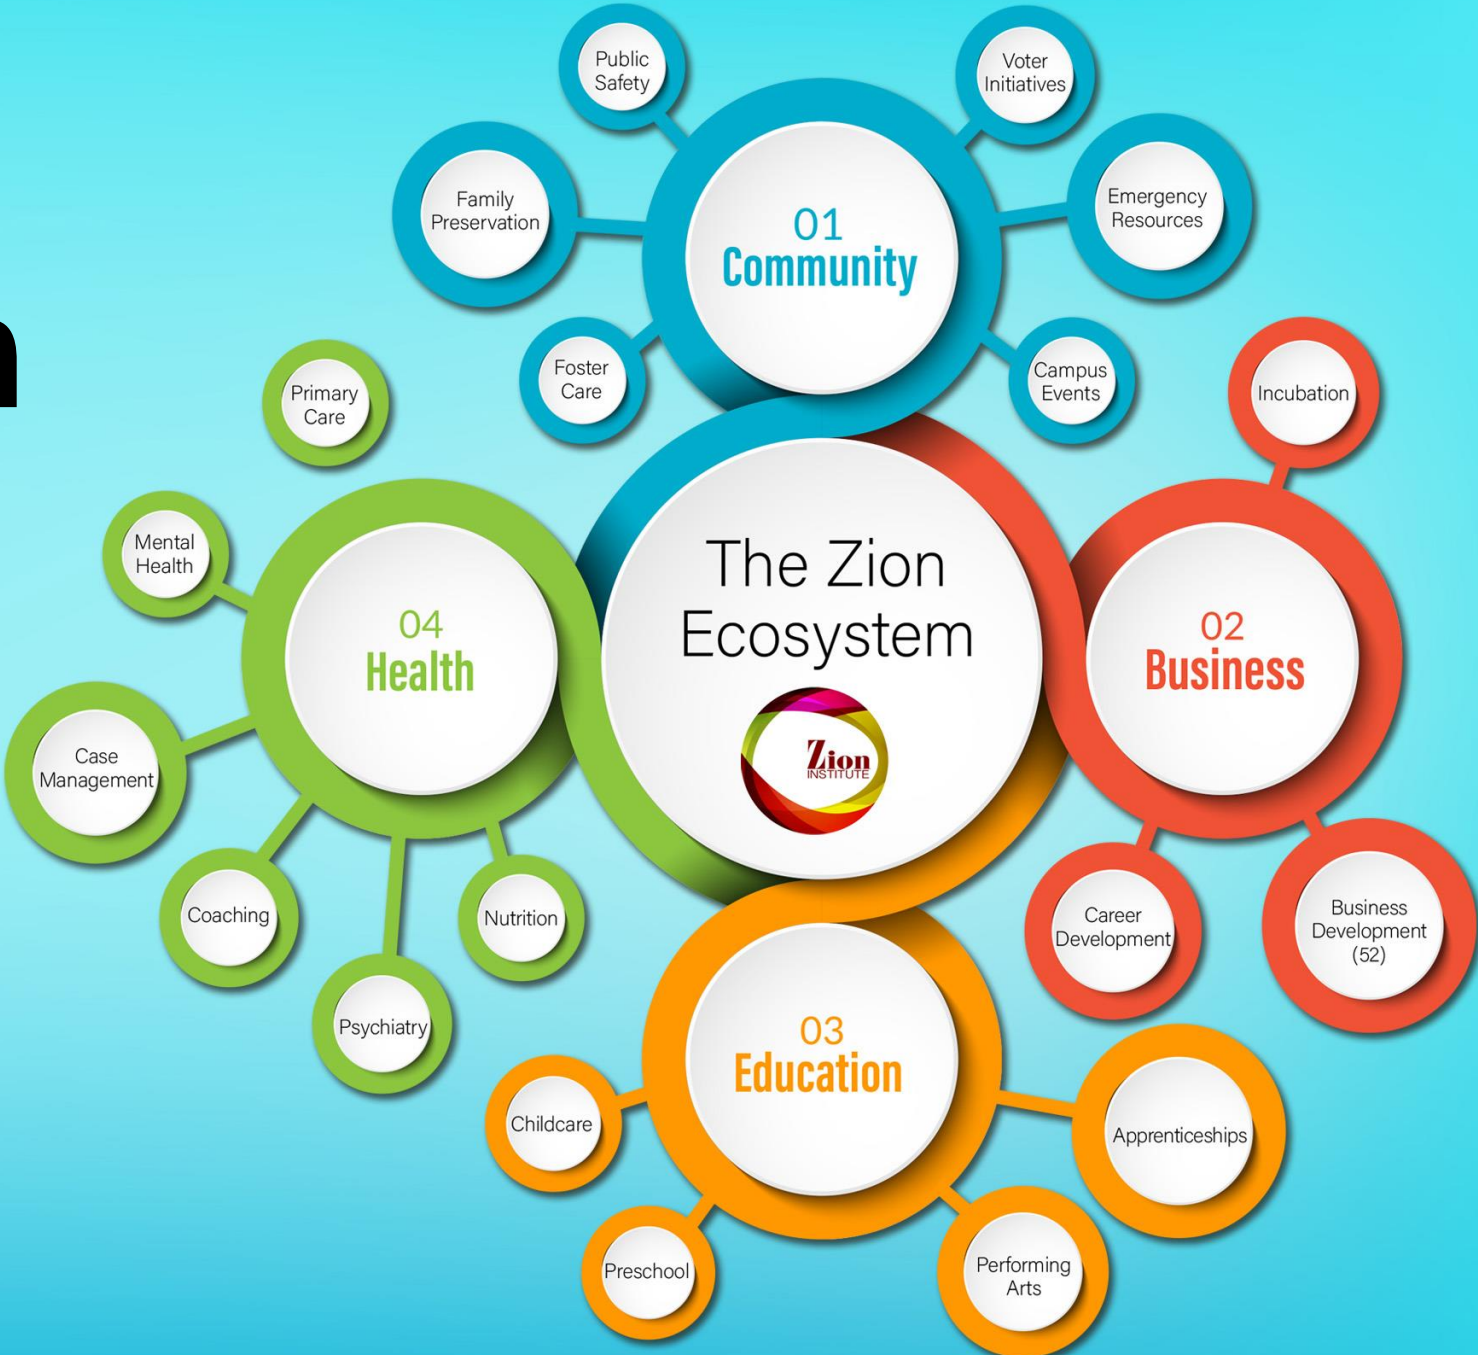 Public
Safety
Voter
Initiatives
Family
Preservation
Emergency
Resources
01
Community
Foster
Care
Campus
Events
n
Primary
Care
Incubation
Mental
Health
The Zion
Ecosystem
Zion
INSTITUTE
04
Health
02
Business
Case
Management
Coaching
Nutrition
Psychiatry
Career
Development
Business
Development
(52)
03
Education
Childcare
Preschool
Apprenticeships
Performing
Arts